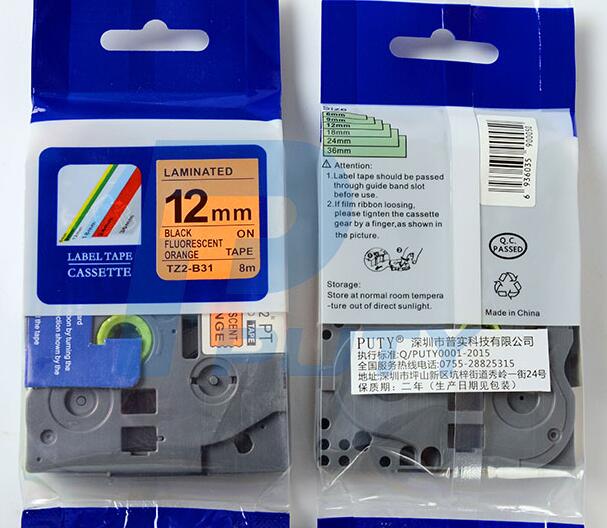 LAMINATED
12mm
BLACK ON
FLUORESCENT
ORANGE TAPE
TZ2-B31 8m
LABEL TAPE
CASSETTE
PUTY
Size
6mm
9mm
12mm
18mm
24mm
36mm
Attention:
1.Label tape should be passed
through guide band slot
before use.
2.If film ribbon loosing,
please tighten the cassette
gear by a finger,as shown in
the picture.
Storage:
Store at normal room tempera
-ture out of direct sunlight.
6 936035 900050
Q.C.
PASSED
Made in China
PUTY® 深圳市普实科技有限公司
执行标准:Q/PUTY0001-2015
全国服务热线电话:0755-28825315
地址:深圳市坪山新区坑梓街道秀岭一街24号
保质期: 二年 (生产日期见包装)